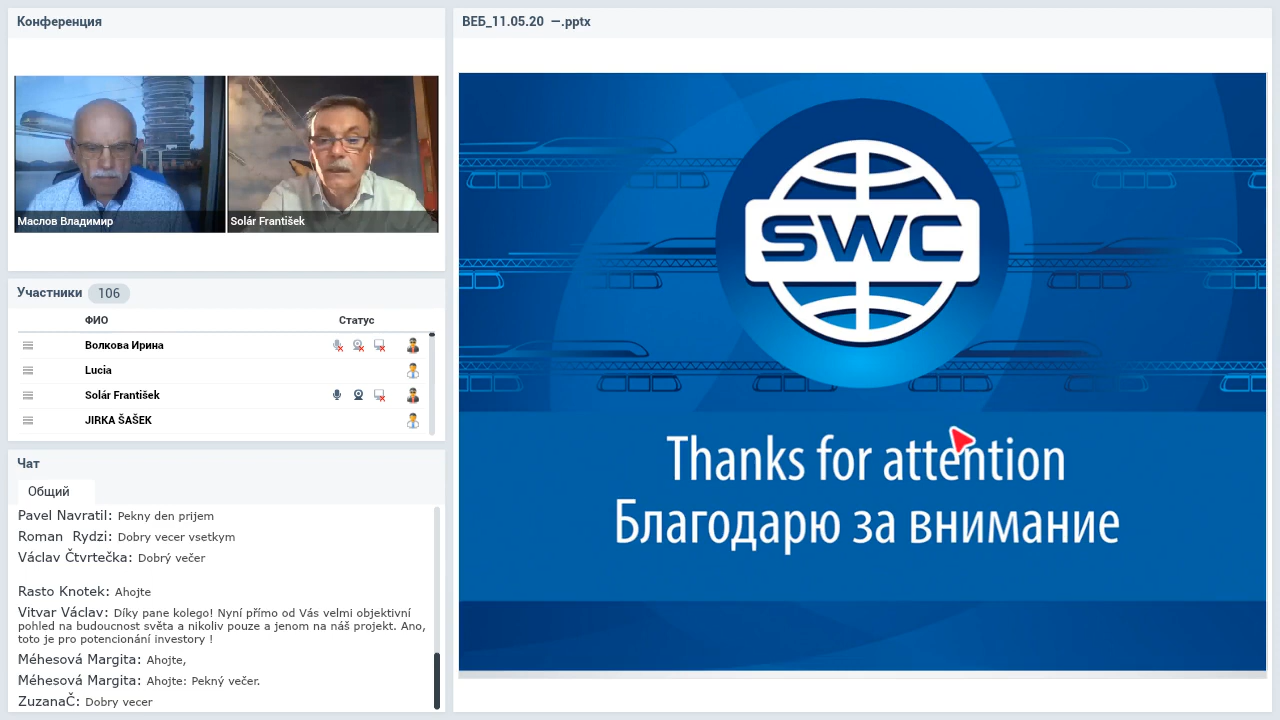 Конференция
Маслов Владимир
Solár František
Участники 106
ФИО Статус
Волкова Ирина
Lucia
Solár František
JIRKA ŠAŠEK
Чат
Общий
Pavel Navratil: Pekny den prijem
Roman Rydzi: Dobry vecer vsetkym
Václav Čtvrtečka: Dobrý večer
Rasto Knotek: Ahojte
Vitvar Václav: Díky pane kolego! Nyní přímo od Vás velmi objektivní
pohled na budoucnost světa a nikoliv pouze a jenom na náš projekt. Ano,
toto je pro potencionání investory !
Méhesová Margita: Ahojte,
Méhesová Margita: Ahojte: Pekný večer.
ZuzanaČ: Dobry vecer
ВЕБ_11.05.20 —.pptx
SWC
Thanks for attention
Благодарю за внимание